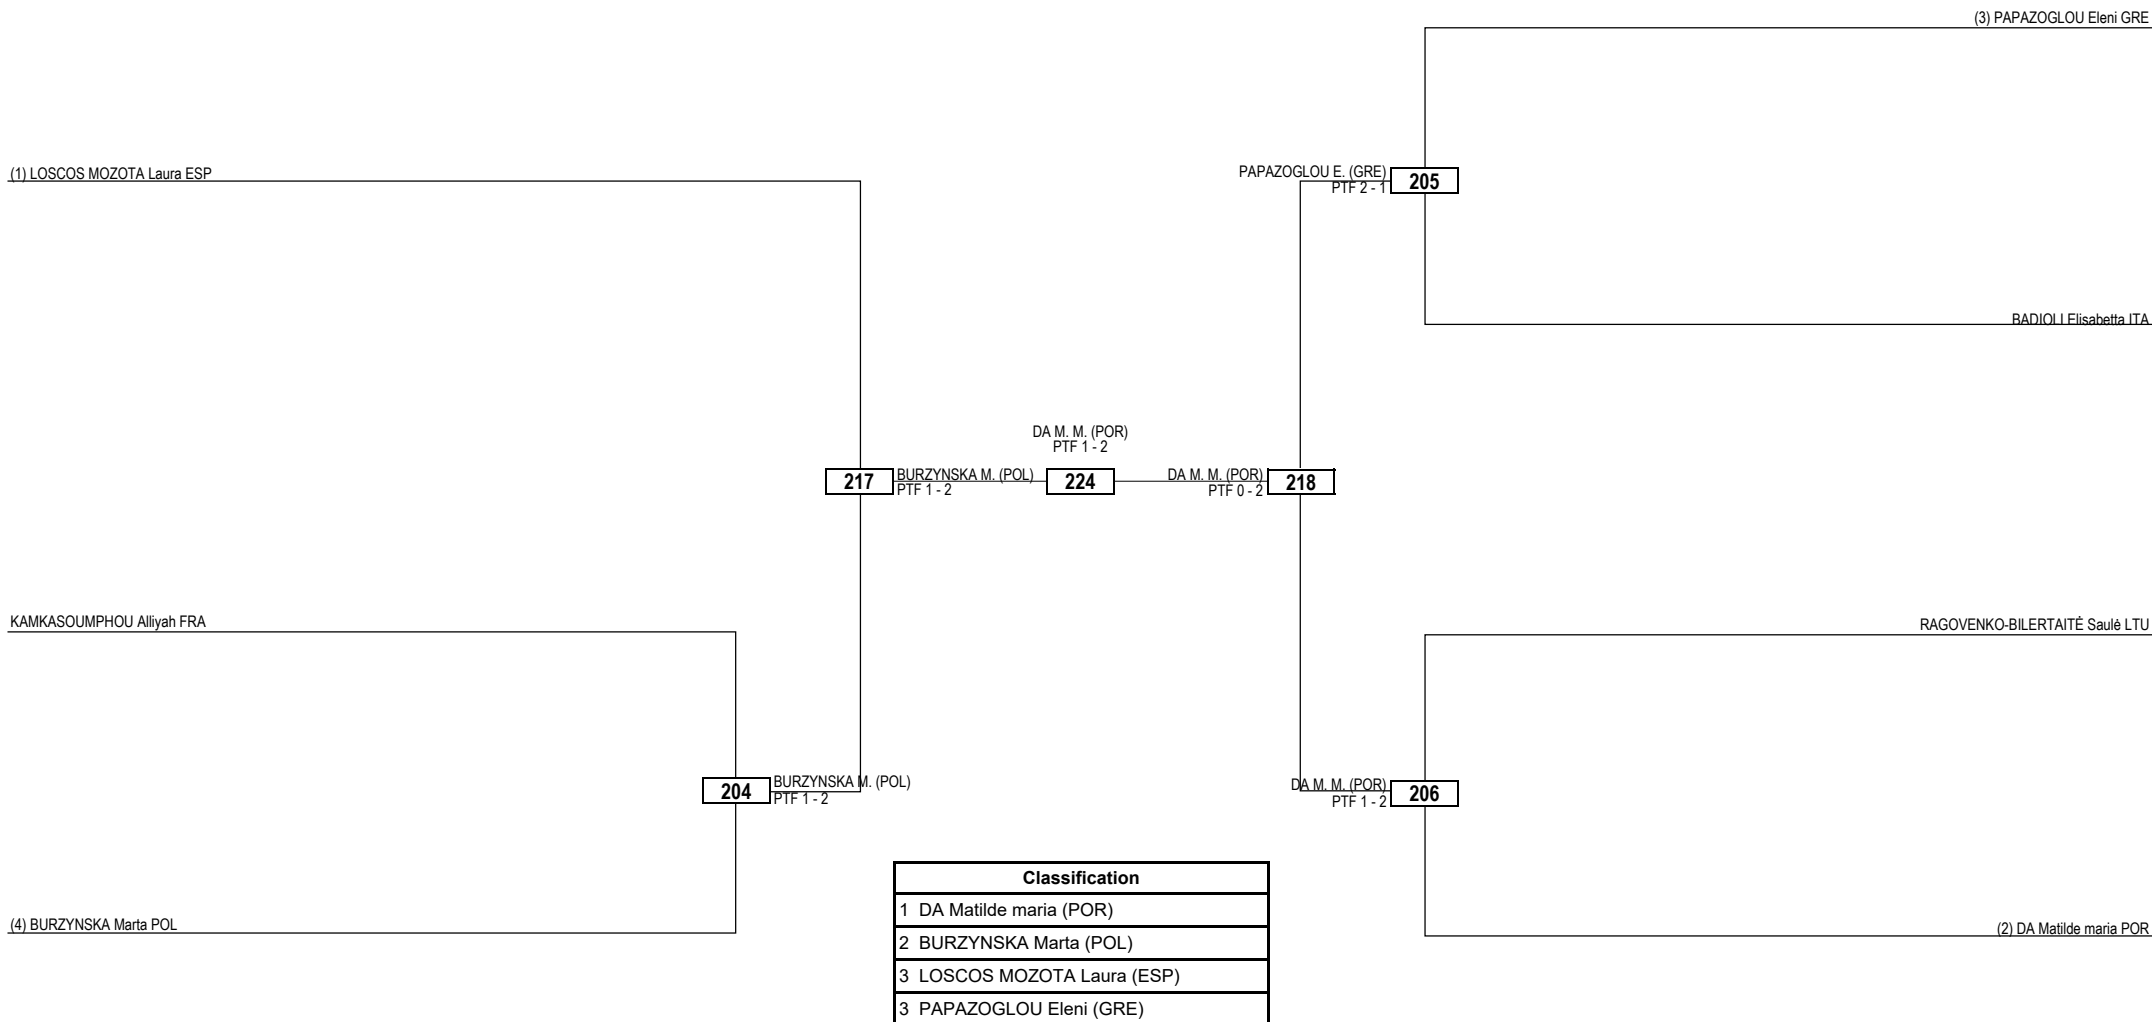 (3) PAPAZOGLOU Eleni GRE
(1) LOSCOS MOZOTA Laura ESP
PAPAZOGLOU E. (GRE)
PTF 2 - 1
205
BADIOLI Elisabetta ITA
DA M. M. (POR)
PTF 1 - 2
217
BURZYNSKA M. (POL)
PTF 1 - 2
224
DA M. M. (POR)
PTF 0 - 2
218
KAMKASOUMPHOU Alliyah FRA
RAGOVENKO-BILERTAITĖ Saulė LTU
204
BURZYNSKA M. (POL)
PTF 1 - 2
DA M. M. (POR)
PTF 1 - 2
206
(4) BURZYNSKA Marta POL
(2) DA Matilde maria POR
Classification
1 DA Matilde maria (POR)
2 BURZYNSKA Marta (POL)
3 LOSCOS MOZOTA Laura (ESP)
3 PAPAZOGLOU Eleni (GRE)